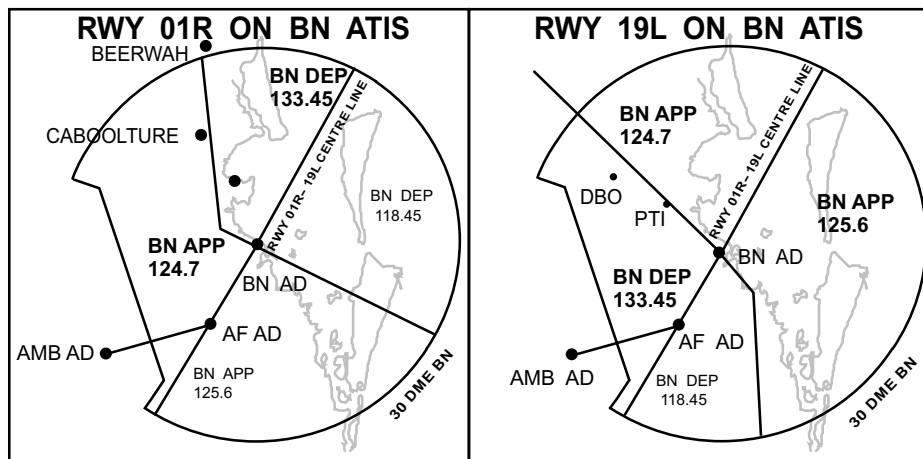 RWY 01R ON BN ATIS
BEERWAH
BN DEP
133.45
CABOOLTURE
RWY 01R– 19L CENTRE LINE
BN DEP
118.45
BN APP
124.7
BN AD
AF AD
AMB AD
BN APP
125.6
30 DME BN
RWY 19L ON BN ATIS
BN APP
124.7
RWY 01R– 19L CENTRE LINE
DBO
PTI
BN APP
125.6
BN AD
BN DEP
133.45
AF AD
AMB AD
BN DEP
118.45
30 DME BN